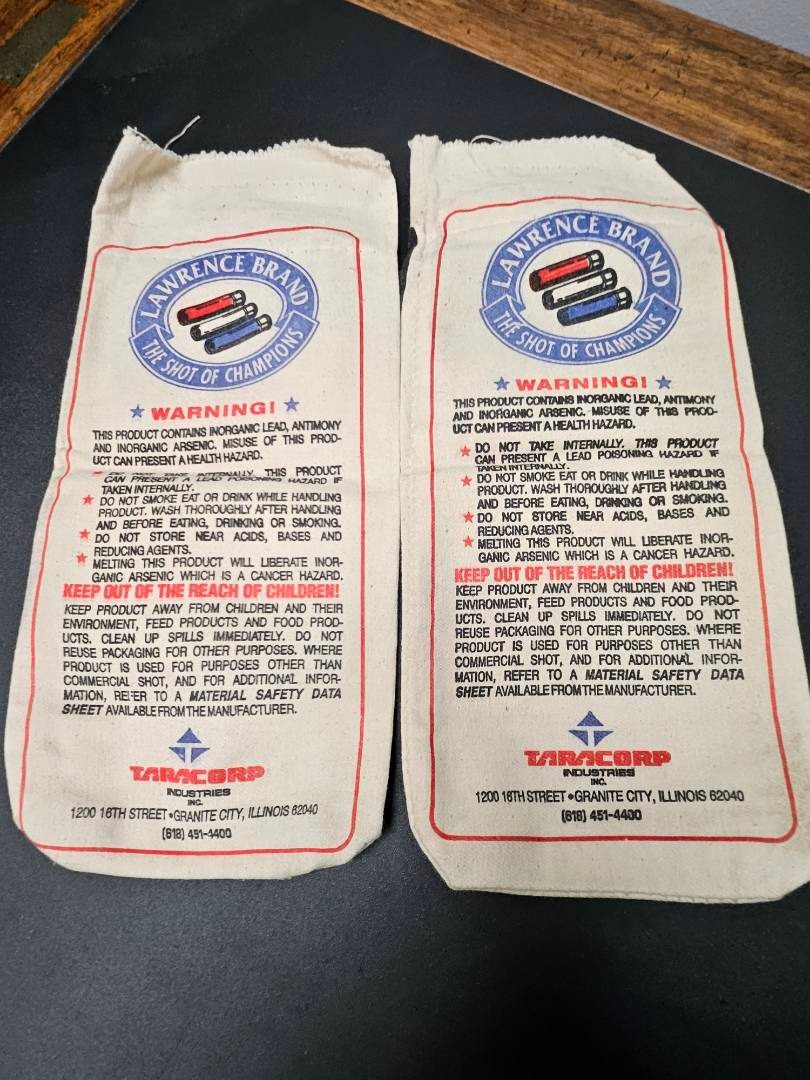 LAWRENCE BRAND
THE SHOT OF CHAMPIONS
WARNING!
THIS PRODUCT CONTAINS INORGANIC LEAD, ANTIMONY
AND INORGANIC ARSENIC. MISUSE OF THIS PROD-
UCT CAN PRESENT A HEALTH HAZARD.
INTERNALLY. THIS PRODUCT
CAN PRESENT A LEAD POISONING HAZARD IF
TAKEN INTERNALLY.
DO NOT SMOKE EAT OR DRINK WHILE HANDLING
PRODUCT. WASH THOROUGHLY AFTER HANDLING
AND BEFORE EATING, DRINKING OR SMOKING.
DO NOT STORE NEAR ACIDS, BASES AND
REDUCING AGENTS.
MELTING THIS PRODUCT WILL LIBERATE INOR-
GANIC ARSENIC WHICH IS A CANCER HAZARD.
KEEP OUT OF THE REACH OF CHILDREN!
KEEP PRODUCT AWAY FROM CHILDREN AND THEIR
ENVIRONMENT, FEED PRODUCTS AND FOOD PROD-
UCTS. CLEAN UP SPILLS IMMEDIATELY. DO NOT
REUSE PACKAGING FOR OTHER PURPOSES. WHERE
PRODUCT IS USED FOR PURPOSES OTHER THAN
COMMERCIAL SHOT, AND FOR ADDITIONAL INFOR-
MATION, REFER TO A MATERIAL SAFETY DATA
SHEET AVAILABLE FROM THE MANUFACTURER.
TARACORP
INDUSTRIES
INC.
1200 16TH STREET • GRANITE CITY, ILLINOIS 62040
(618) 451-4400
LAWRENCE BRAND
THE SHOT OF CHAMPIONS
WARNING!
THIS PRODUCT CONTAINS INORGANIC LEAD, ANTIMONY
AND INORGANIC ARSENIC. MISUSE OF THIS PROD-
UCT CAN PRESENT A HEALTH HAZARD.
DO NOT TAKE INTERNALLY. THIS PRODUCT
CAN PRESENT A LEAD POISONING HAZARD IF
TAKEN INTERNALLY.
DO NOT SMOKE EAT OR DRINK WHILE HANDLING
PRODUCT. WASH THOROUGHLY AFTER HANDLING
AND BEFORE EATING, DRINKING OR SMOKING.
DO NOT STORE NEAR ACIDS, BASES AND
REDUCING AGENTS.
MELTING THIS PRODUCT WILL LIBERATE INOR-
GANIC ARSENIC WHICH IS A CANCER HAZARD.
KEEP OUT OF THE REACH OF CHILDREN!
KEEP PRODUCT AWAY FROM CHILDREN AND THEIR
ENVIRONMENT, FEED PRODUCTS AND FOOD PROD-
UCTS. CLEAN UP SPILLS IMMEDIATELY. DO NOT
REUSE PACKAGING FOR OTHER PURPOSES. WHERE
PRODUCT IS USED FOR PURPOSES OTHER THAN
COMMERCIAL SHOT, AND FOR ADDITIONAL INFOR-
MATION, REFER TO A MATERIAL SAFETY DATA
SHEET AVAILABLE FROM THE MANUFACTURER.
TARACORP
INDUSTRIES
INC.
1200 16TH STREET • GRANITE CITY, ILLINOIS 62040
(618) 451-4400